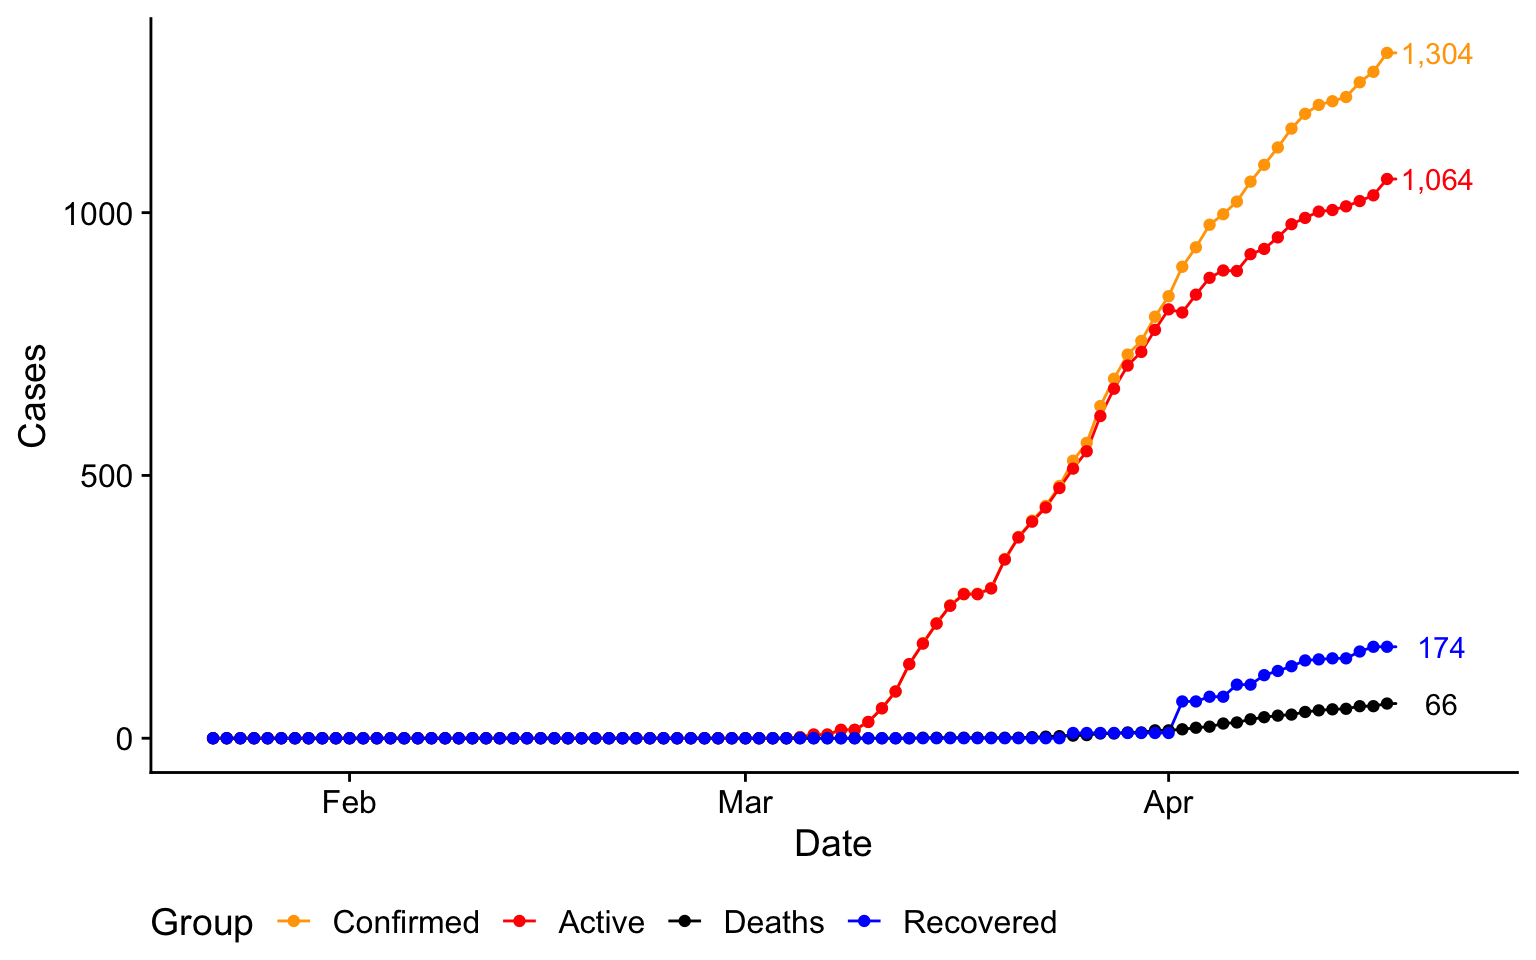 1,304
1,064
1000
Cases
500
174
66
0
Feb Mar Apr
Date
Group Confirmed Active Deaths Recovered